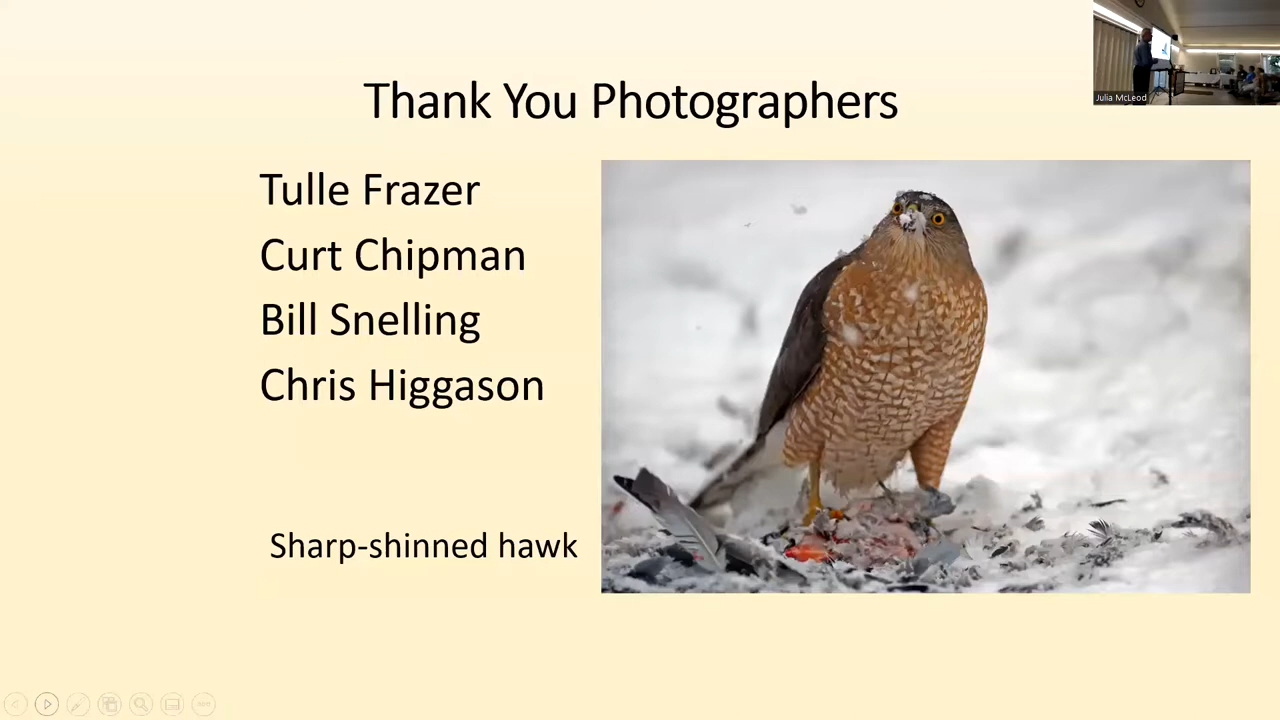 Thank You Photographers
Tulle Frazer
Curt Chipman
Bill Snelling
Chris Higgason
Sharp-shinned hawk
Julia McLeod